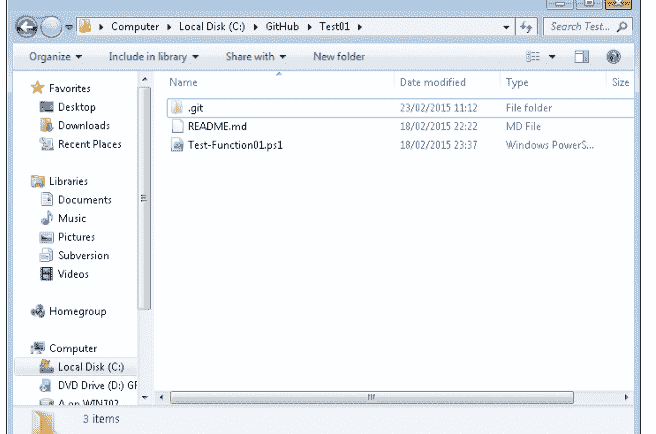 Computer ▸ Local Disk (C:) ▸ GitHub ▸ Test01 ▸ Search Test...
Organize ▾ Include in library ▾ Share with ▾ New folder
Name Date modified Type Size
Favorites
Desktop
Downloads
Recent Places
Libraries
Documents
Music
Pictures
Subversion
Videos
Homegroup
Computer
Local Disk (C:)
DVD Drive (D:) GF
A on WIN702
.git 23/02/2015 11:12 File folder
README.md 18/02/2015 22:22 MD File
Test-Function01.ps1 18/02/2015 23:37 Windows PowerS...
3 items